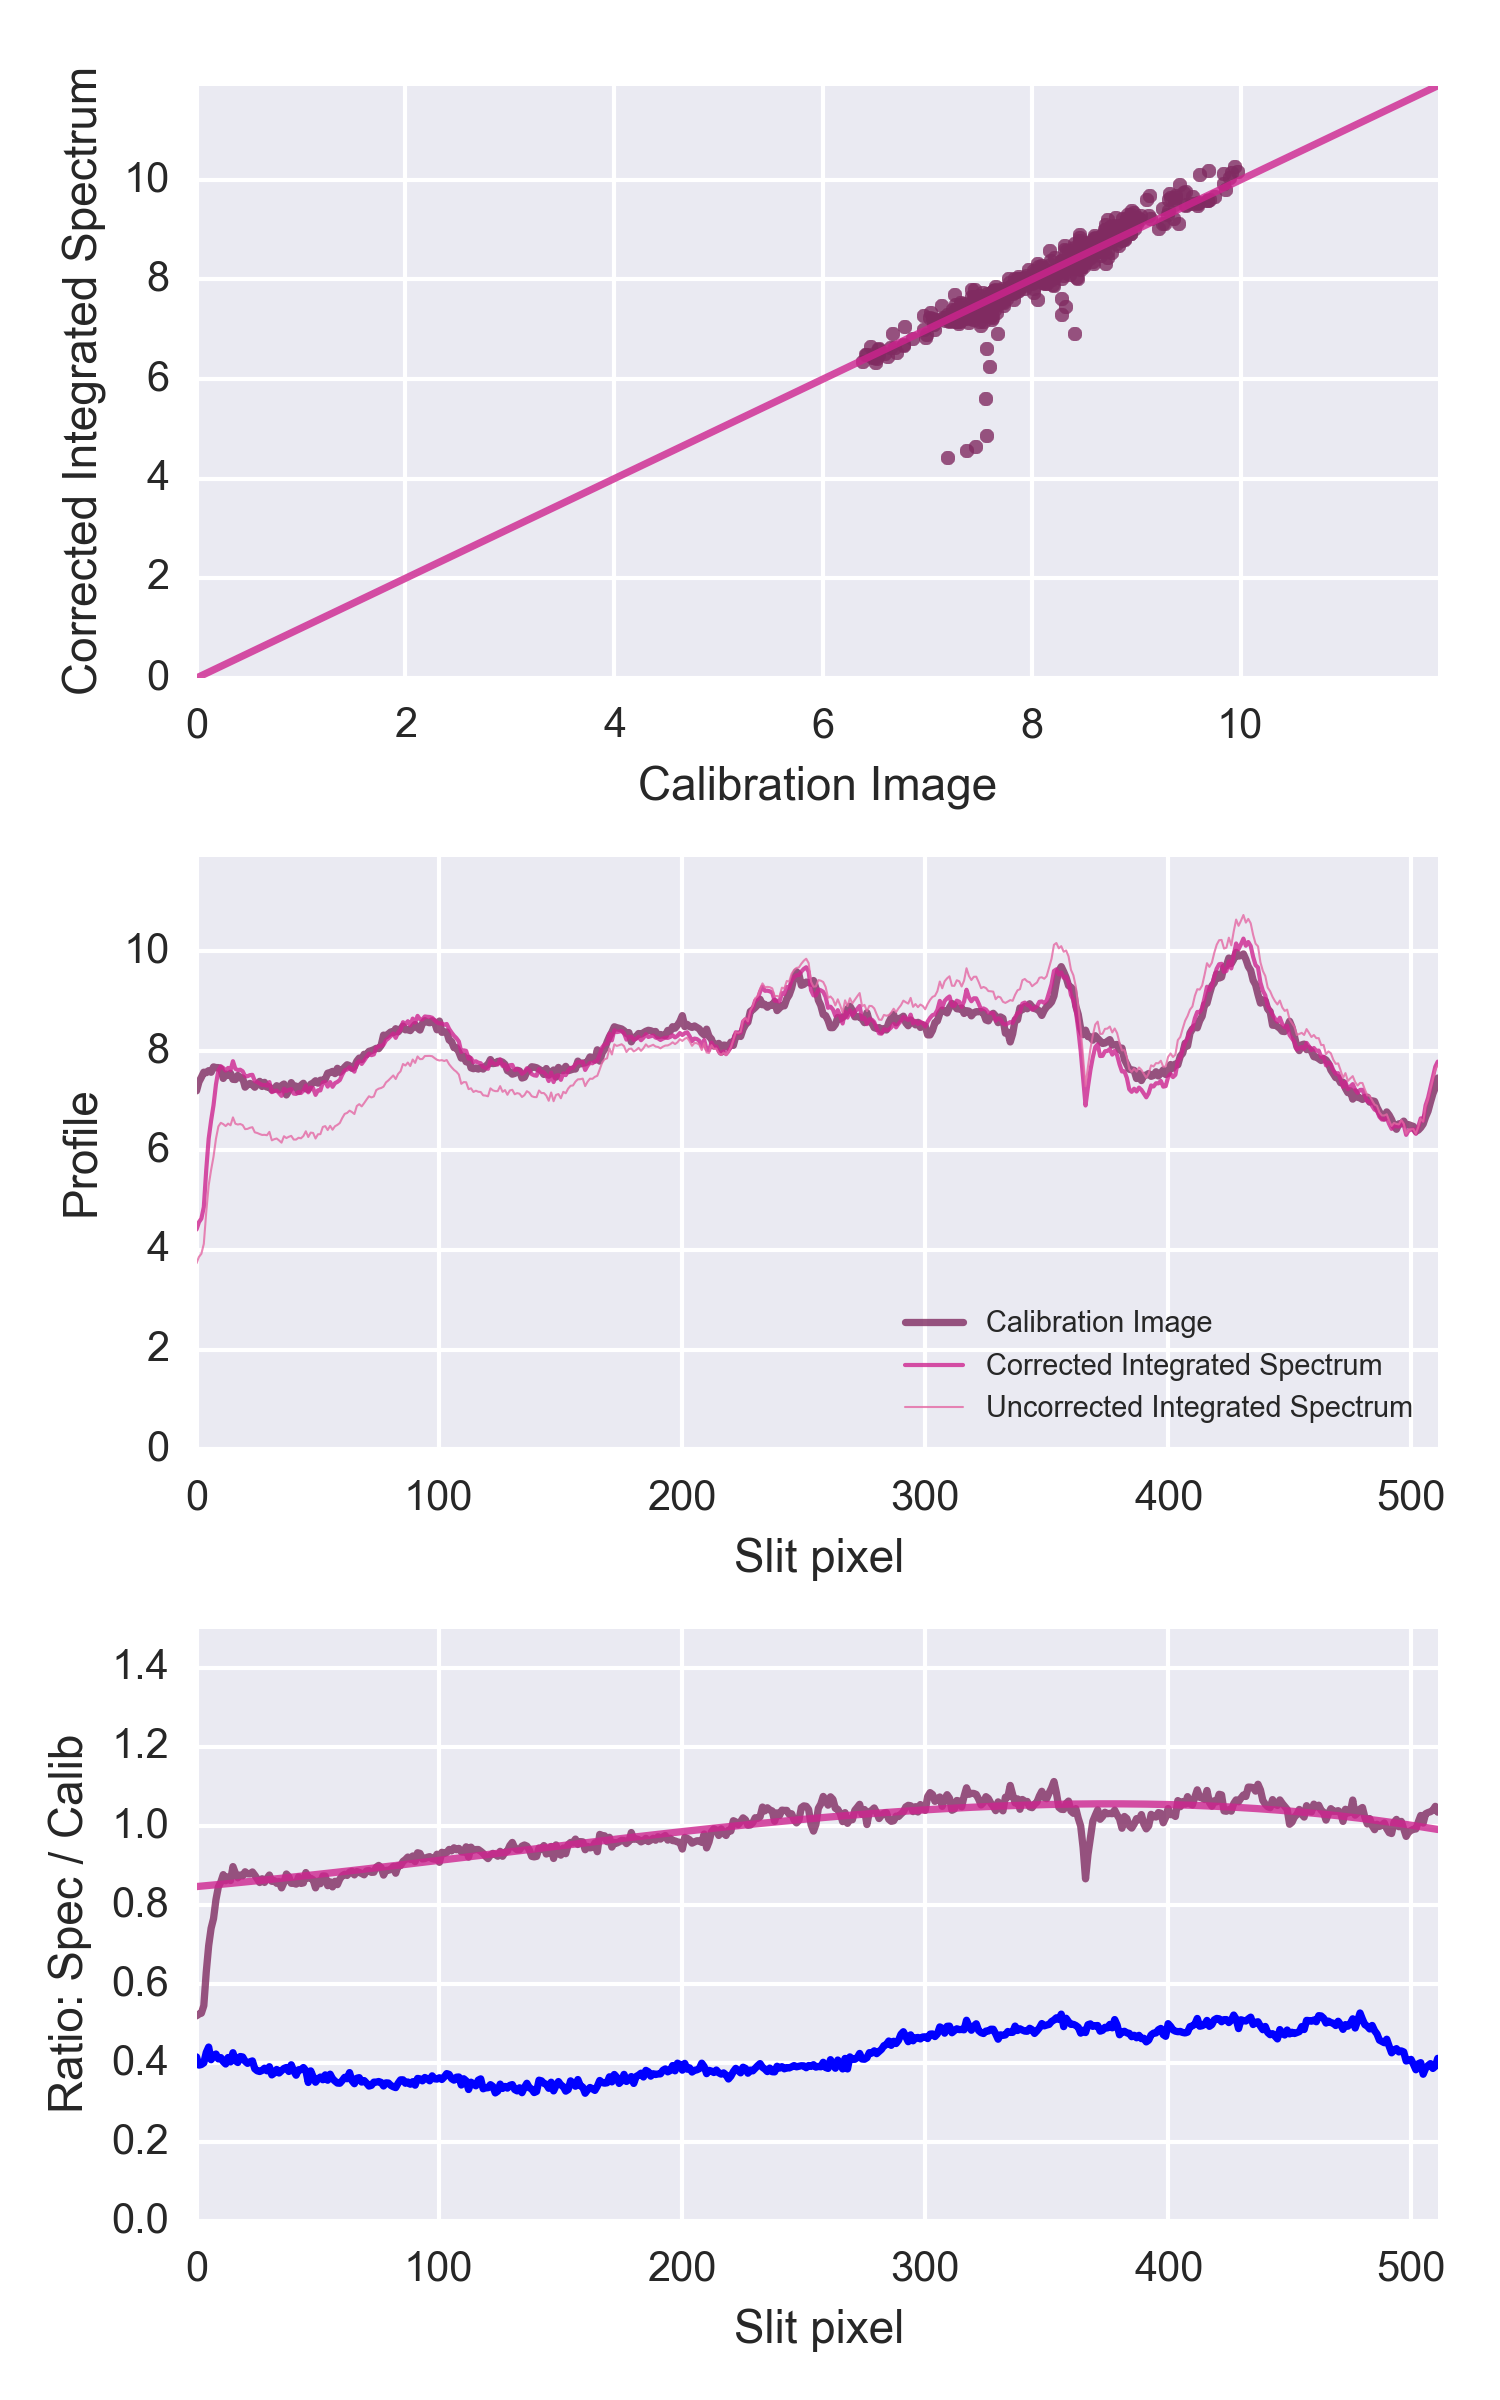 Corrected Integrated Spectrum
10
8
6
4
2
0
0 2 4 6 8 10
Calibration Image
Profile
10
8
6
4
2
0
Calibration Image
Corrected Integrated Spectrum
Uncorrected Integrated Spectrum
0 100 200 300 400 500
Slit pixel
Ratio: Spec / Calib
1.4
1.2
1.0
0.8
0.6
0.4
0.2
0.0
0 100 200 300 400 500
Slit pixel